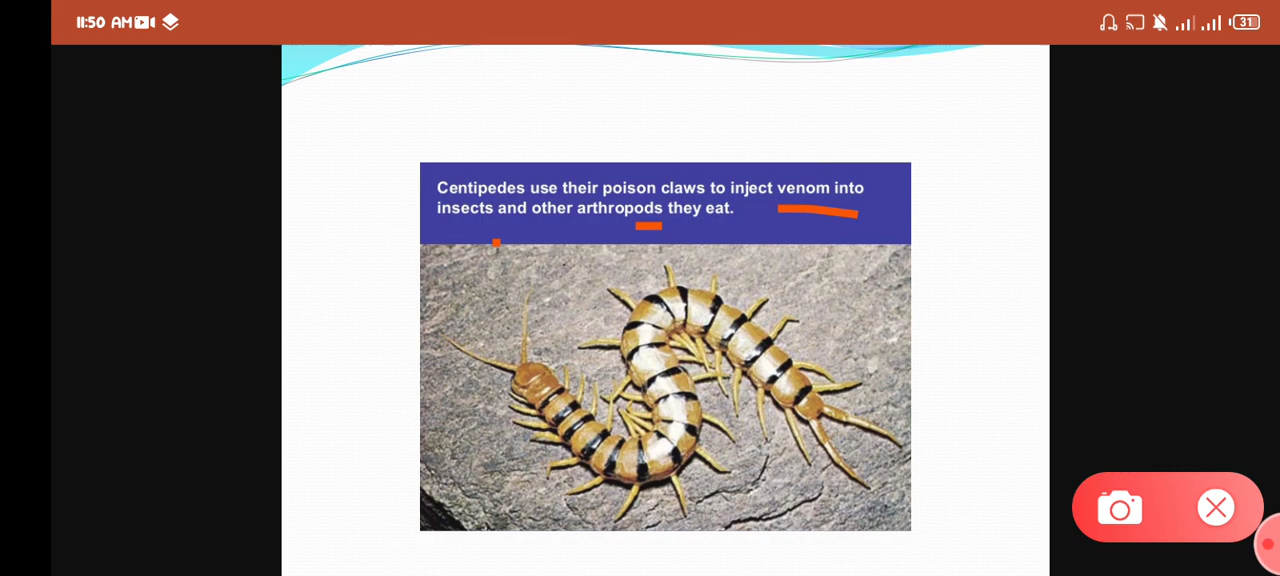 11:50 AM
31
Centipedes use their poison claws to inject venom into
insects and other arthropods they eat.